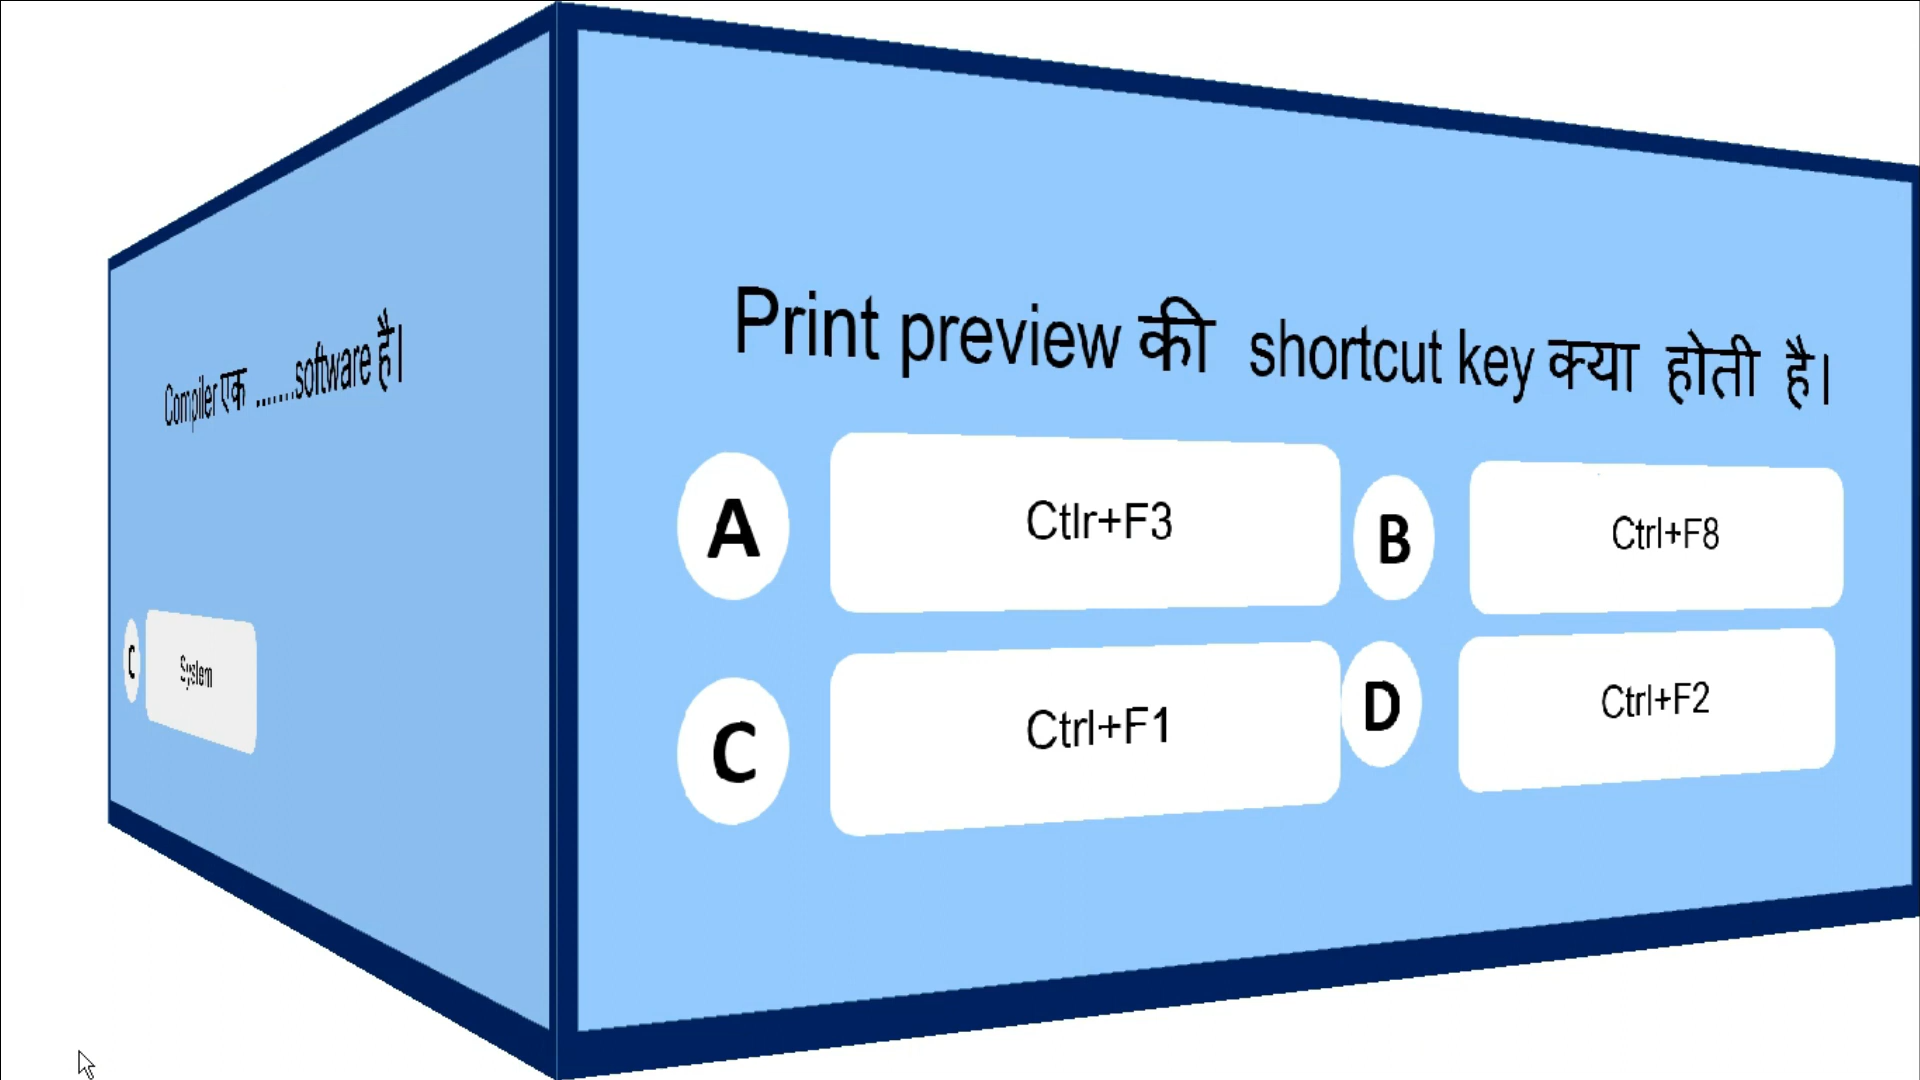 Compiler एक .......software है।
C
System
Print preview की shortcut key क्या होती है।
A
Ctlr+F3
B
Ctrl+F8
C
Ctrl+F1
D
Ctrl+F2